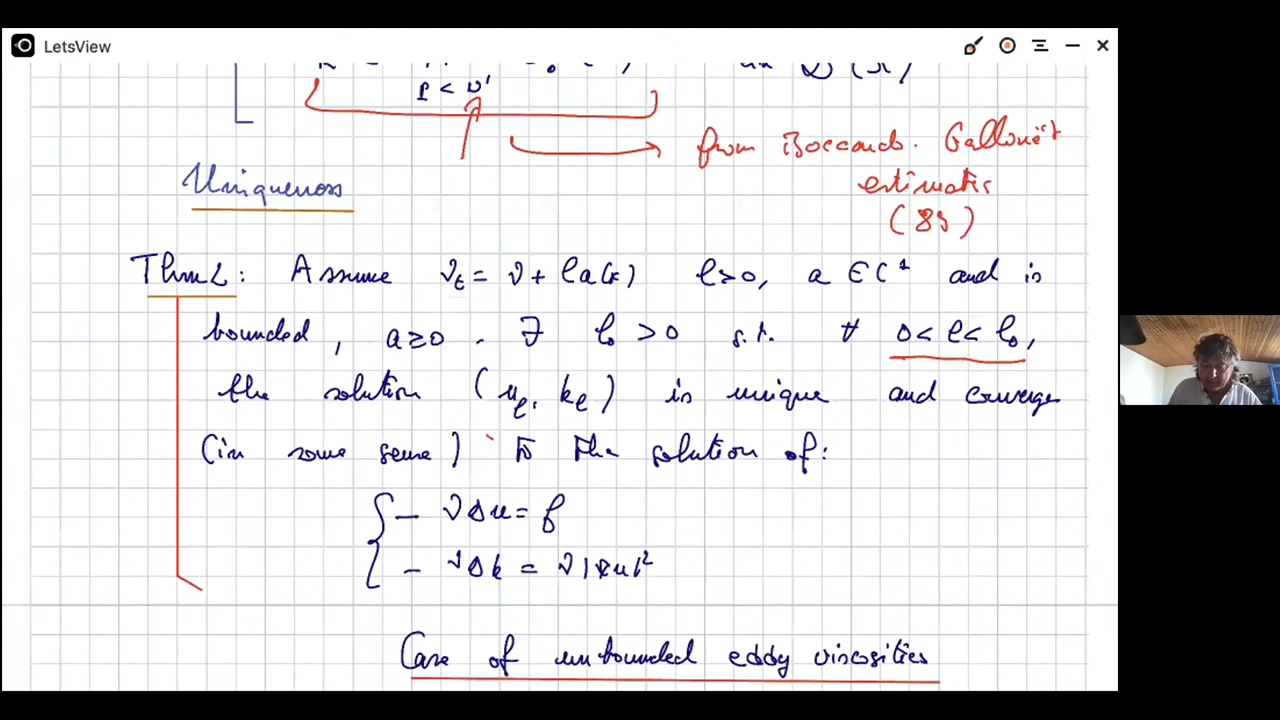 LetsView
p < N'
from Boccardo. Gallouët
estimates
(89)
Uniqueness
Thm2: Assume ν_t = ν + ℓa(k) ℓ>0, a ∈ C¹ and is
bounded, a≥0. ∃ ℓ₀ >0 s.t. ∀ 0<ℓ<ℓ₀,
the solution (u_ℓ, k_ℓ) is unique and converge
(in some sense) to the solution of:
{ - νΔu = f
- νΔk = ν|∇u|²
Case of unbounded eddy viscosities